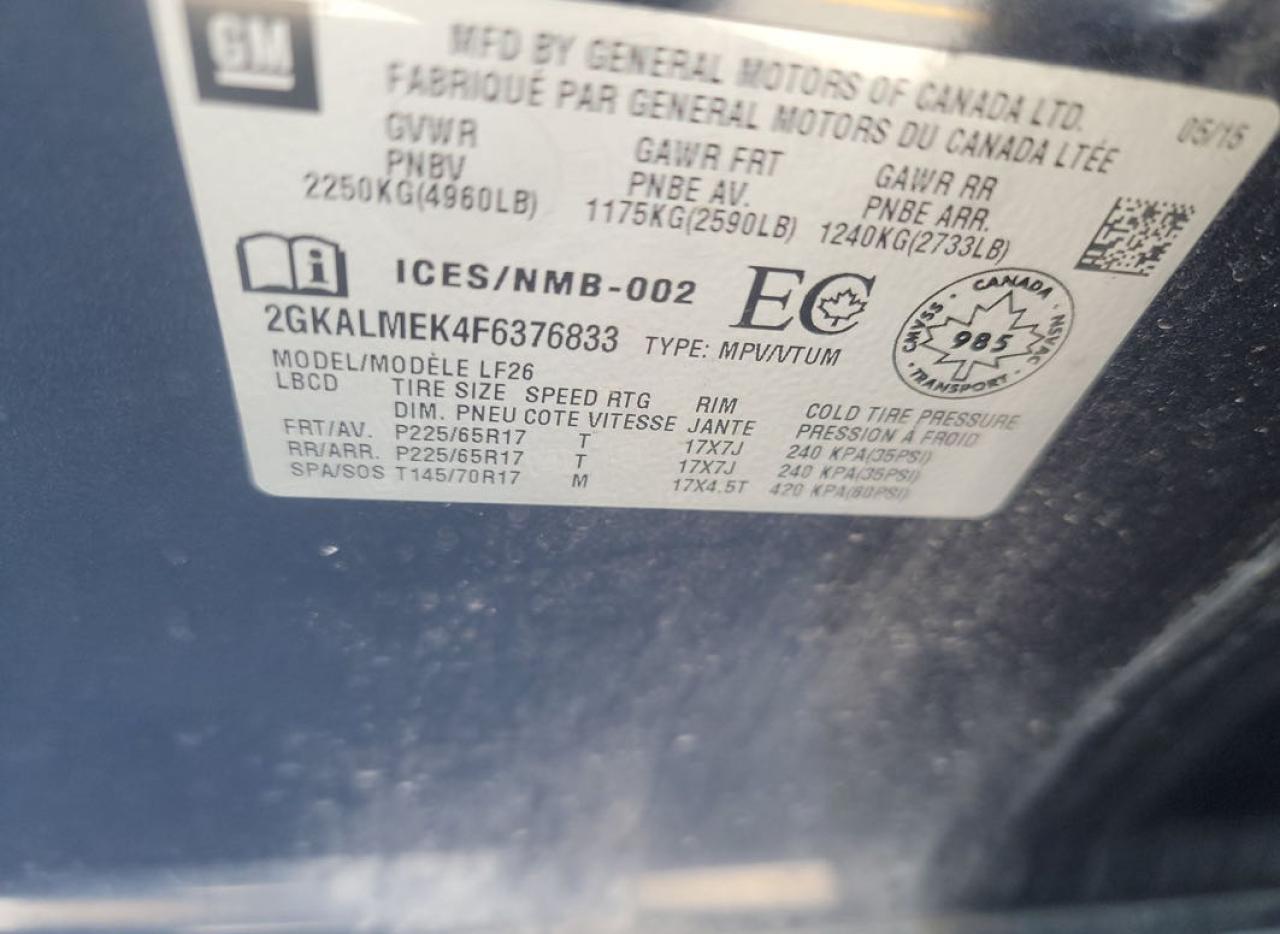 GM
MFD BY GENERAL MOTORS OF CANADA LTD.
FABRIQUÉ PAR GENERAL MOTORS DU CANADA LTÉE
05/15
GVWR
PNBV
2250KG(4960LB)
GAWR FRT
PNBE AV.
1175KG(2590LB)
GAWR RR
PNBE ARR.
1240KG(2733LB)
i ICES/NMB-002 EC
CANADA · NSVAC · TRANSPORT · CMVSS ·
985
2GKALMEK4F6376833 TYPE: MPV/VTUM
MODEL/MODÈLE LF26
LBCD TIRE SIZE SPEED RTG RIM COLD TIRE PRESSURE
DIM. PNEU COTE VITESSE JANTE PRESSION À FROID
FRT/AV. P225/65R17 T 17X7J 240 KPA(35PSI)
RR/ARR. P225/65R17 T 17X7J 240 KPA(35PSI)
SPA/SOS T145/70R17 M 17X4.5T 420 KPA(60PSI)